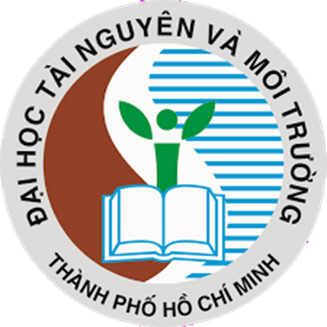 ĐẠI HỌC TÀI NGUYÊN VÀ MÔI TRƯỜNG
THÀNH PHỐ HỒ CHÍ MINH